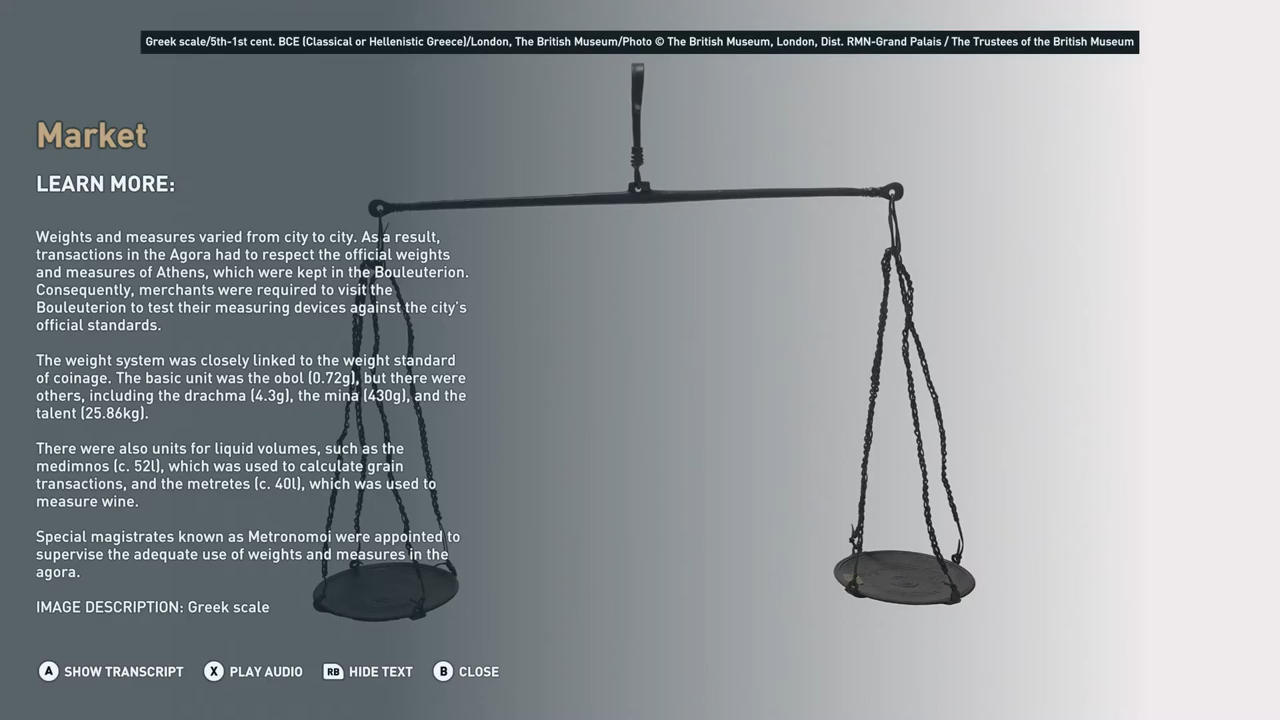 Greek scale/5th-1st cent. BCE (Classical or Hellenistic Greece)/London, The British Museum/Photo © The British Museum, London, Dist. RMN-Grand Palais / The Trustees of the British Museum
Market
LEARN MORE:
Weights and measures varied from city to city. As a result,
transactions in the Agora had to respect the official weights
and measures of Athens, which were kept in the Bouleuterion.
Consequently, merchants were required to visit the
Bouleuterion to test their measuring devices against the city's
official standards.
The weight system was closely linked to the weight standard
of coinage. The basic unit was the obol (0.72g), but there were
others, including the drachma (4.3g), the mina (430g), and the
talent (25.86kg).
There were also units for liquid volumes, such as the
medimnos (c. 52l), which was used to calculate grain
transactions, and the metretes (c. 40l), which was used to
measure wine.
Special magistrates known as Metronomoi were appointed to
supervise the adequate use of weights and measures in the
agora.
IMAGE DESCRIPTION: Greek scale
A SHOW TRANSCRIPT X PLAY AUDIO RB HIDE TEXT B CLOSE